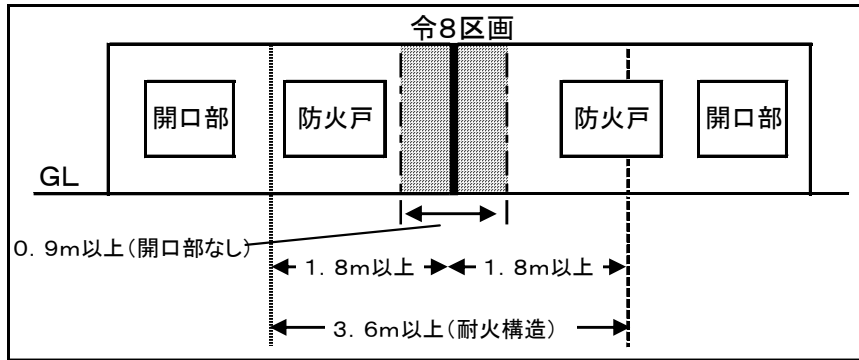 令8区画
開口部
防火戸
防火戸
開口部
GL
0.9m以上(開口部なし)
1.8m以上
1.8m以上
3.6m以上(耐火構造)